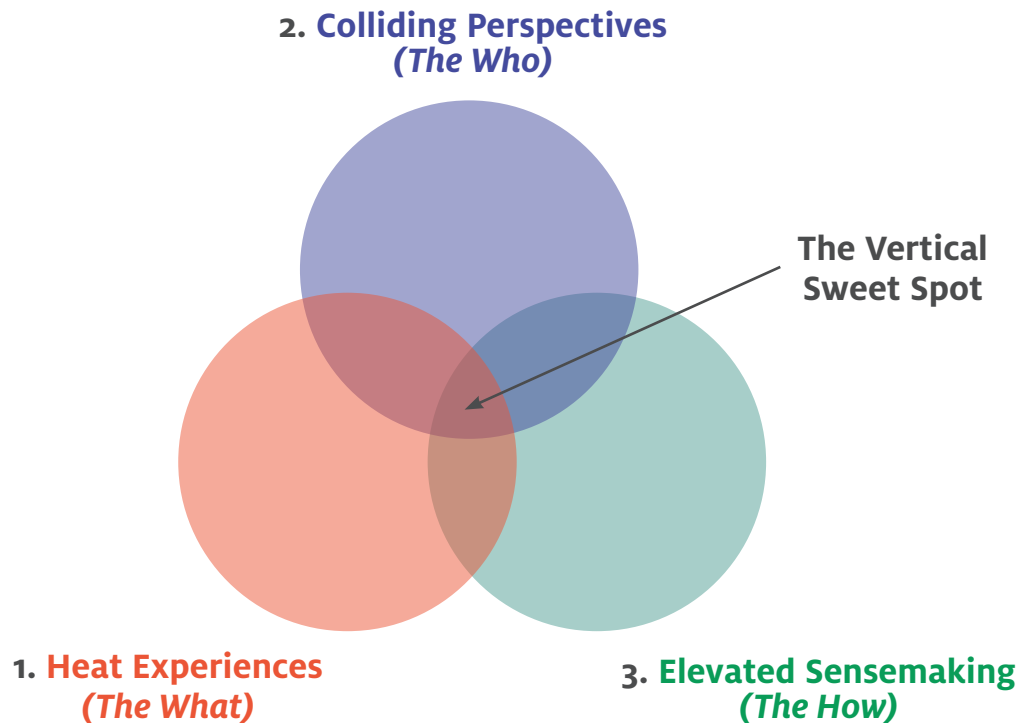 2. Colliding Perspectives
(The Who)
The Vertical
Sweet Spot
1. Heat Experiences
(The What)
3. Elevated Sensemaking
(The How)